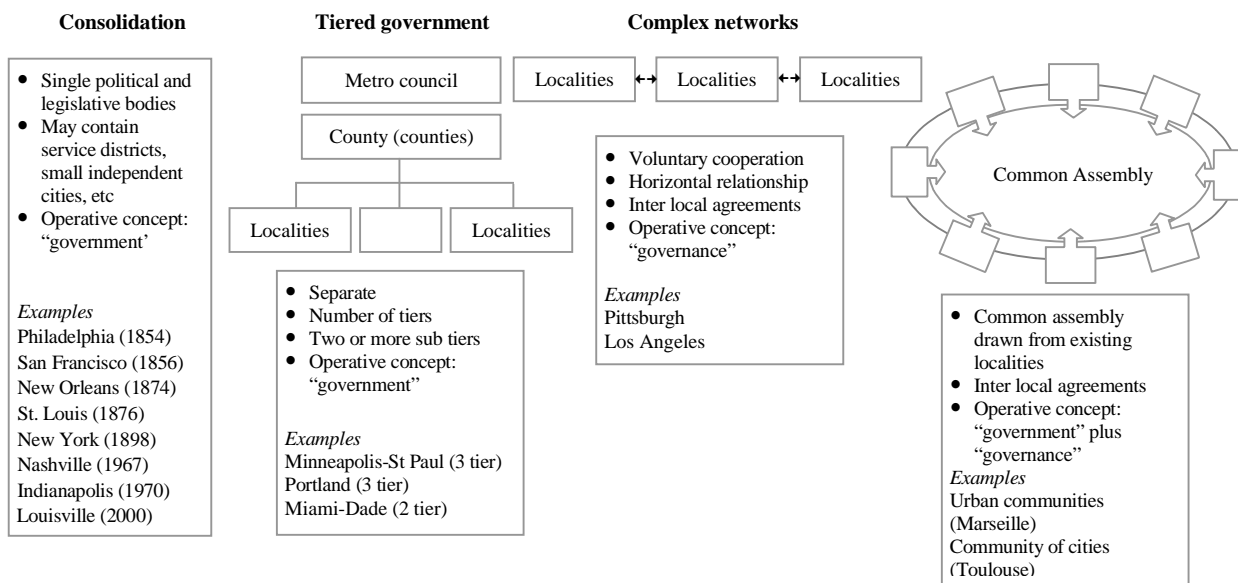 Consolidation
• Single political and
legislative bodies
• May contain
service districts,
small independent
cities, etc
• Operative concept:
“government’
Examples
Philadelphia (1854)
San Francisco (1856)
New Orleans (1874)
St. Louis (1876)
New York (1898)
Nashville (1967)
Indianapolis (1970)
Louisville (2000)
Tiered government
Metro council
County (counties)
Localities
Localities
• Separate
• Number of tiers
• Two or more sub tiers
• Operative concept:
“government”
Examples
Minneapolis-St Paul (3 tier)
Portland (3 tier)
Miami-Dade (2 tier)
Complex networks
Localities
Localities
Localities
• Voluntary cooperation
• Horizontal relationship
• Inter local agreements
• Operative concept:
“governance”
Examples
Pittsburgh
Los Angeles
Common Assembly
• Common assembly
drawn from existing
localities
• Inter local agreements
• Operative concept:
“government” plus
“governance”
Examples
Urban communities
(Marseille)
Community of cities
(Toulouse)